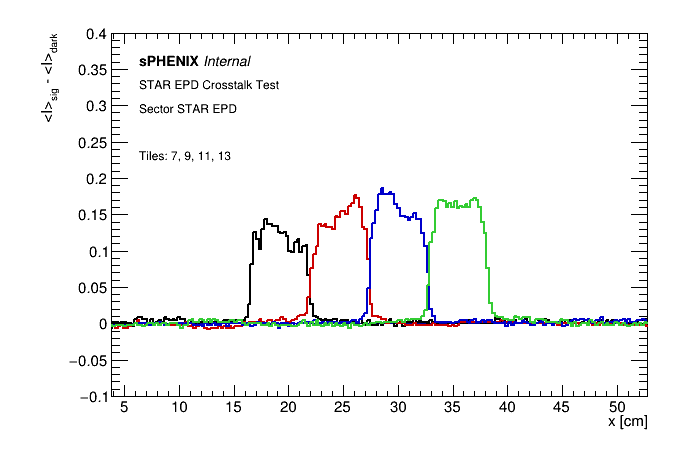 <I>sig - <I>dark
0.4
0.35
0.3
0.25
0.2
0.15
0.1
0.05
0
−0.05
−0.1
sPHENIX Internal
STAR EPD Crosstalk Test
Sector STAR EPD
Tiles: 7, 9, 11, 13
5 10 15 20 25 30 35 40 45 50
x [cm]